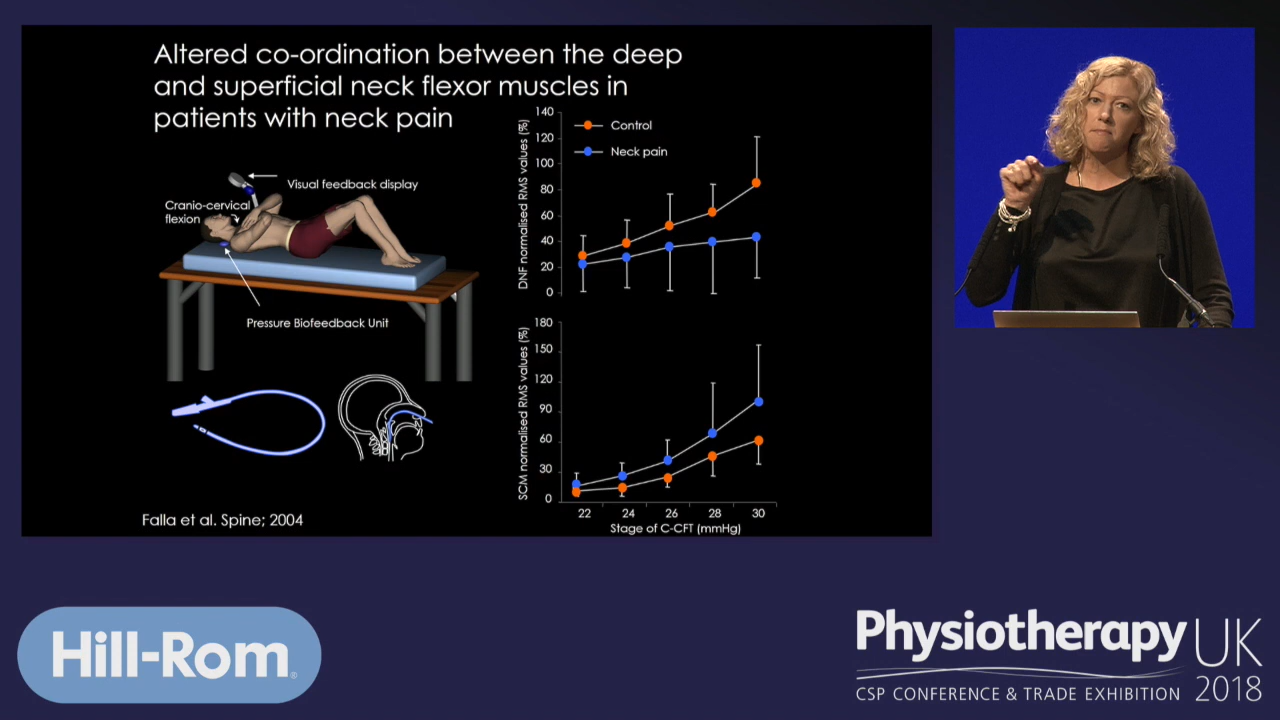 Altered co-ordination between the deep
and superficial neck flexor muscles in
patients with neck pain
Visual feedback display
Cranio-cervical
flexion
Pressure Biofeedback Unit
DNF normalised RMS values (%)
140
120
100
80
60
40
20
0
Control
Neck pain
SCM normalised RMS values (%)
180
150
120
90
60
30
0
22 24 26 28 30
Stage of C-CFT (mmHg)
Falla et al. Spine; 2004
Hill-Rom®
Physiotherapy UK
CSP CONFERENCE & TRADE EXHIBITION 2018